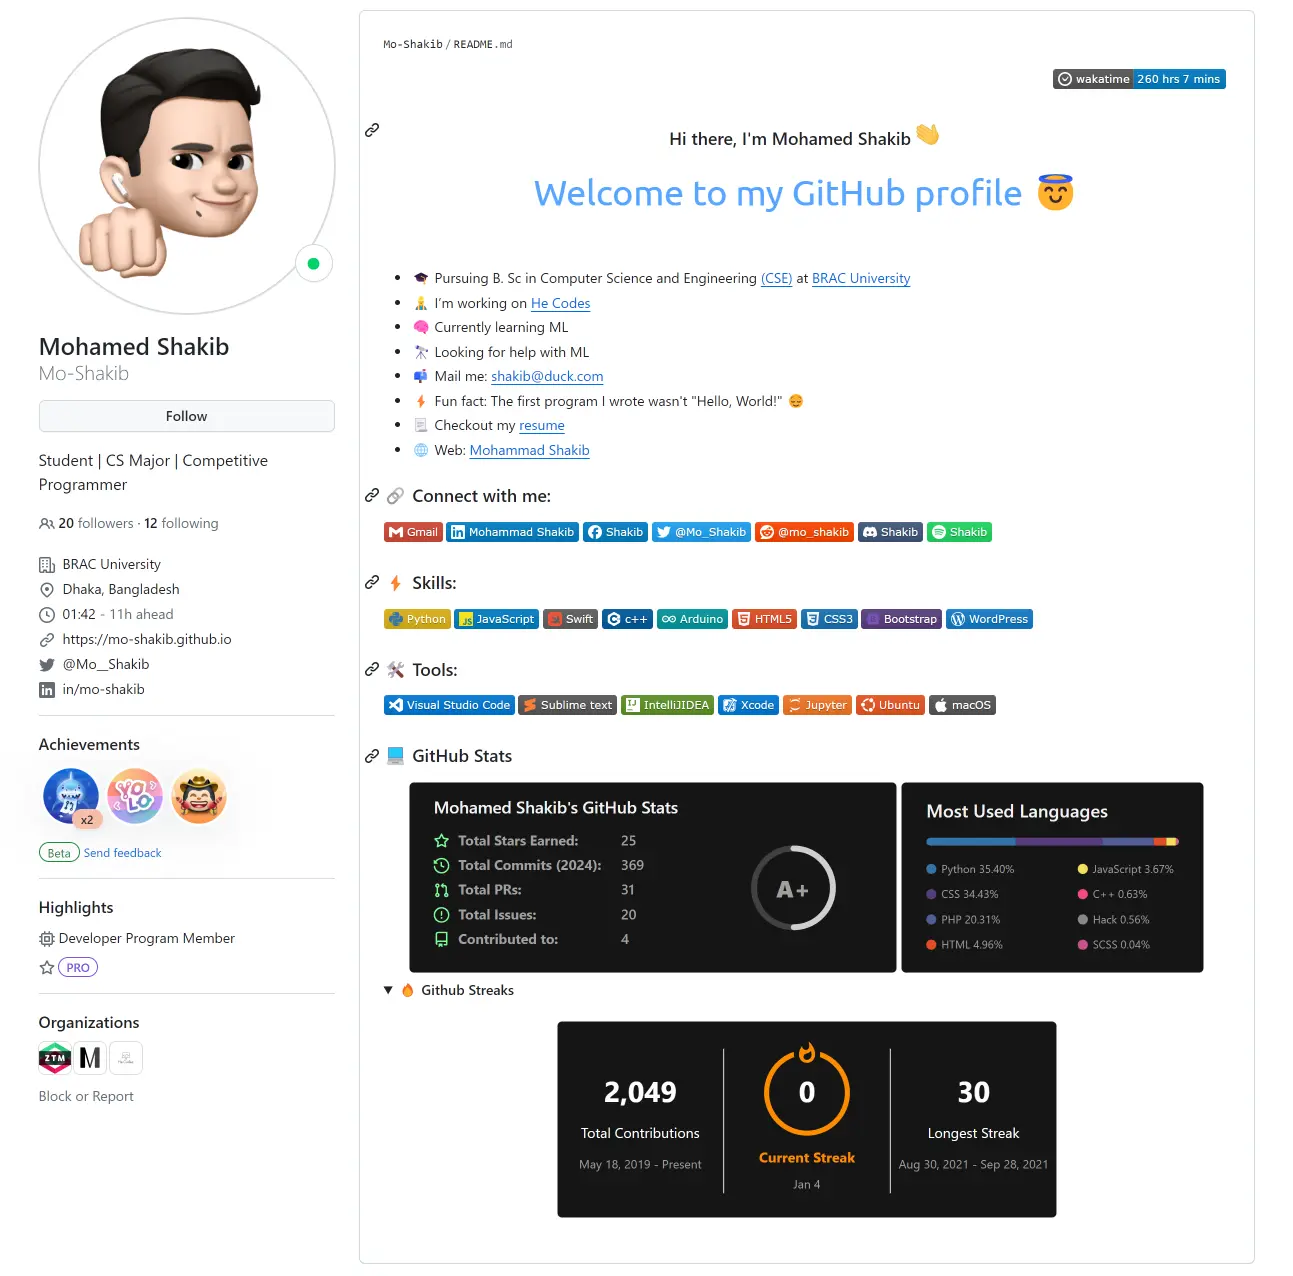 Mohamed Shakib
Mo-Shakib
Follow
Student | CS Major | Competitive
Programmer
20 followers · 12 following
BRAC University
Dhaka, Bangladesh
01:42 - 11h ahead
https://mo-shakib.github.io
@Mo__Shakib
in/mo-shakib
Achievements
YOLO
x2
Beta Send feedback
Highlights
Developer Program Member
PRO
Organizations
ZTM M
Block or Report
Mo-Shakib / README.md
wakatime 260 hrs 7 mins
Hi there, I'm Mohamed Shakib
Welcome to my GitHub profile
Pursuing B. Sc in Computer Science and Engineering (CSE) at BRAC University
I'm working on He Codes
Currently learning ML
Looking for help with ML
Mail me: shakib@duck.com
Fun fact: The first program I wrote wasn't "Hello, World!"
Checkout my resume
Web: Mohammad Shakib
Connect with me:
Gmail Mohammad Shakib Shakib @Mo_Shakib @mo_shakib Shakib Shakib
Skills:
Python JavaScript Swift c++ Arduino HTML5 CSS3 Bootstrap WordPress
Tools:
Visual Studio Code Sublime text IntelliJIDEA Xcode Jupyter Ubuntu macOS
GitHub Stats
Mohamed Shakib's GitHub Stats
Total Stars Earned: 25
Total Commits (2024): 369
Total PRs: 31
Total Issues: 20
Contributed to: 4
A+
Most Used Languages
Python 35.40% JavaScript 3.67%
CSS 34.43% C++ 0.63%
PHP 20.31% Hack 0.56%
HTML 4.96% SCSS 0.04%
Github Streaks
2,049
Total Contributions
May 18, 2019 - Present
0
Current Streak
Jan 4
30
Longest Streak
Aug 30, 2021 - Sep 28, 2021